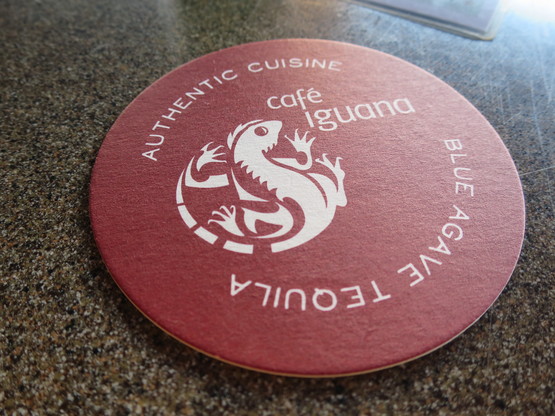 AUTHENTIC CUISINE
café
Iguana
BLUE AGAVE TEQUILA